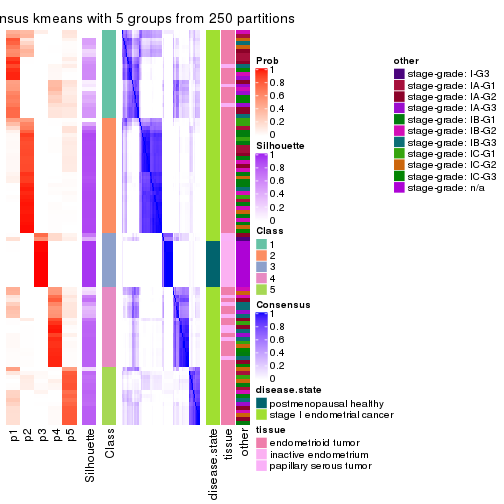 nsus kmeans with 5 groups from 250 partitions
Prob
1
0.8
0.6
0.4
0.2
0
Silhouette
1
0.8
0.6
0.4
0.2
0
Class
1
2
3
4
5
Consensus
1
0.8
0.6
0.4
0.2
0
disease.state
postmenopausal healthy
stage I endometrial cancer
tissue
endometrioid tumor
inactive endometrium
papillary serous tumor
other
stage-grade: I-G3
stage-grade: IA-G1
stage-grade: IA-G2
stage-grade: IA-G3
stage-grade: IB-G1
stage-grade: IB-G2
stage-grade: IB-G3
stage-grade: IC-G1
stage-grade: IC-G2
stage-grade: IC-G3
stage-grade: n/a
p1
p2
p3
p4
p5
Silhouette
Class
disease.state
tissue
other